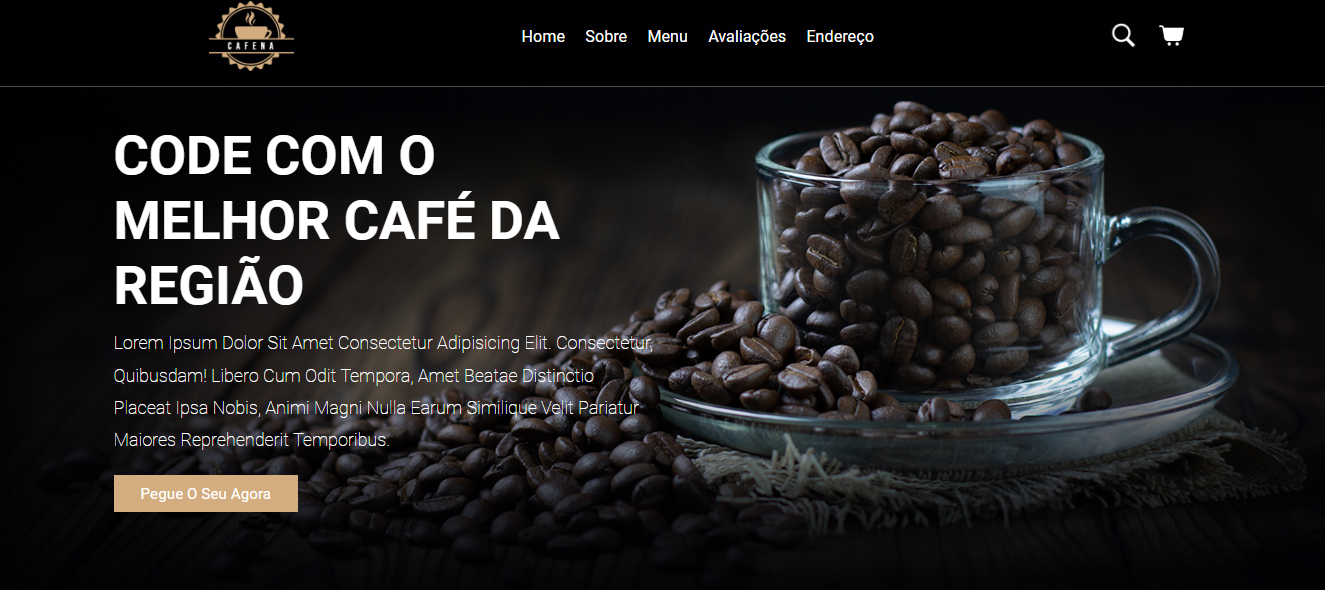 CAFENA
Home Sobre Menu Avaliações Endereço
CODE COM O
MELHOR CAFÉ DA
REGIÃO
Lorem Ipsum Dolor Sit Amet Consectetur Adipisicing Elit. Consectetur,
Quibusdam! Libero Cum Odit Tempora, Amet Beatae Distinctio
Placeat Ipsa Nobis, Animi Magni Nulla Earum Similique Velit Pariatur
Maiores Reprehenderit Temporibus.
Pegue O Seu Agora